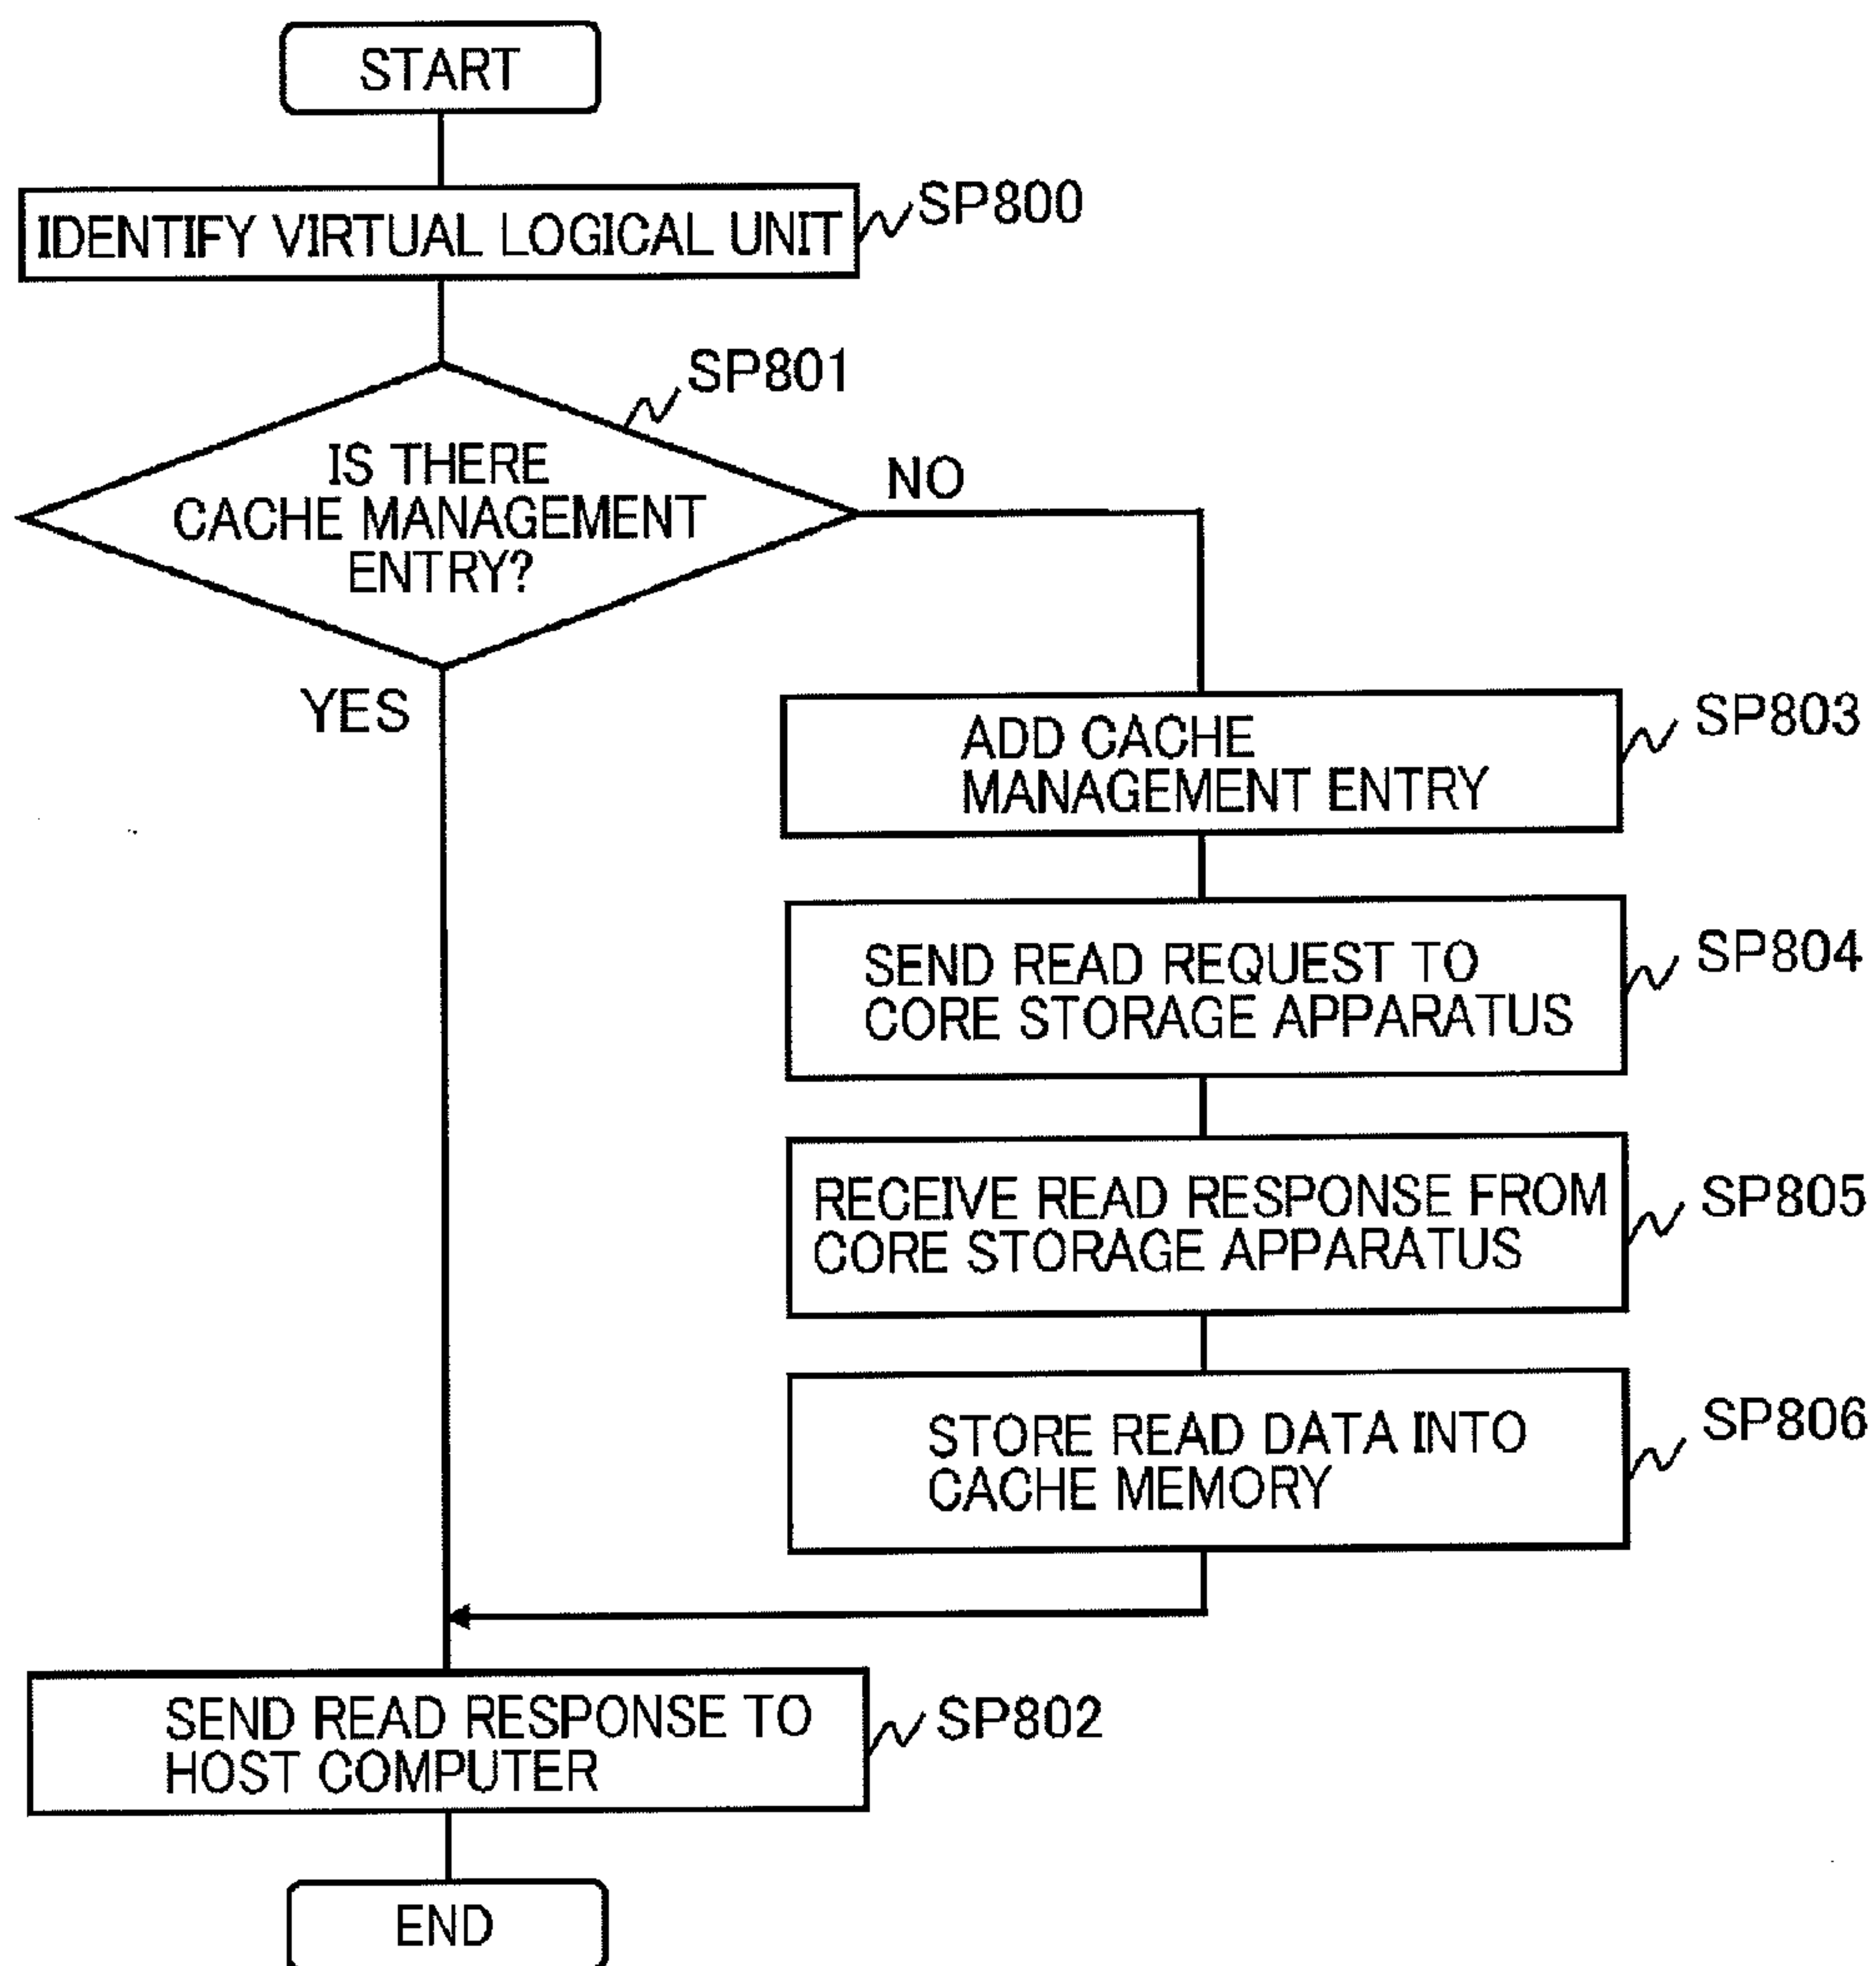 START
IDENTIFY VIRTUAL LOGICAL UNIT
SP800
SP801
IS THERE
CACHE MANAGEMENT
ENTRY?
NO
YES
ADD CACHE
MANAGEMENT ENTRY
SP803
SEND READ REQUEST TO
CORE STORAGE APPARATUS
SP804
RECEIVE READ RESPONSE FROM
CORE STORAGE APPARATUS
SP805
STORE READ DATA INTO
CACHE MEMORY
SP806
SEND READ RESPONSE TO
HOST COMPUTER
SP802
END